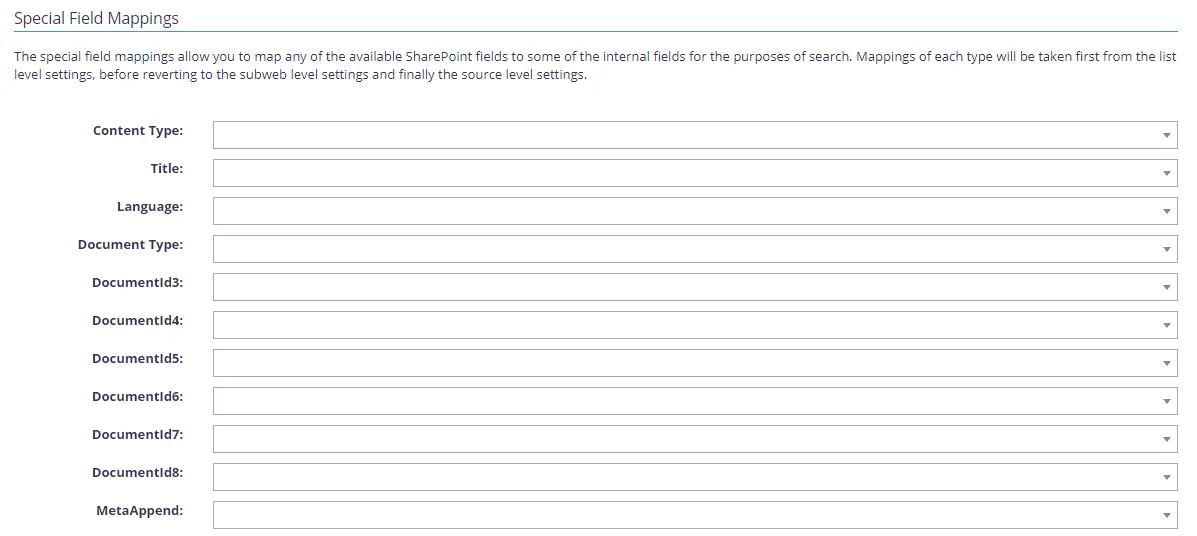 Special Field Mappings
The special field mappings allow you to map any of the available SharePoint fields to some of the internal fields for the purposes of search. Mappings of each type will be taken first from the list
level settings, before reverting to the subweb level settings and finally the source level settings.
Content Type:
Title:
Language:
Document Type:
DocumentId3:
DocumentId4:
DocumentId5:
DocumentId6:
DocumentId7:
DocumentId8:
MetaAppend: